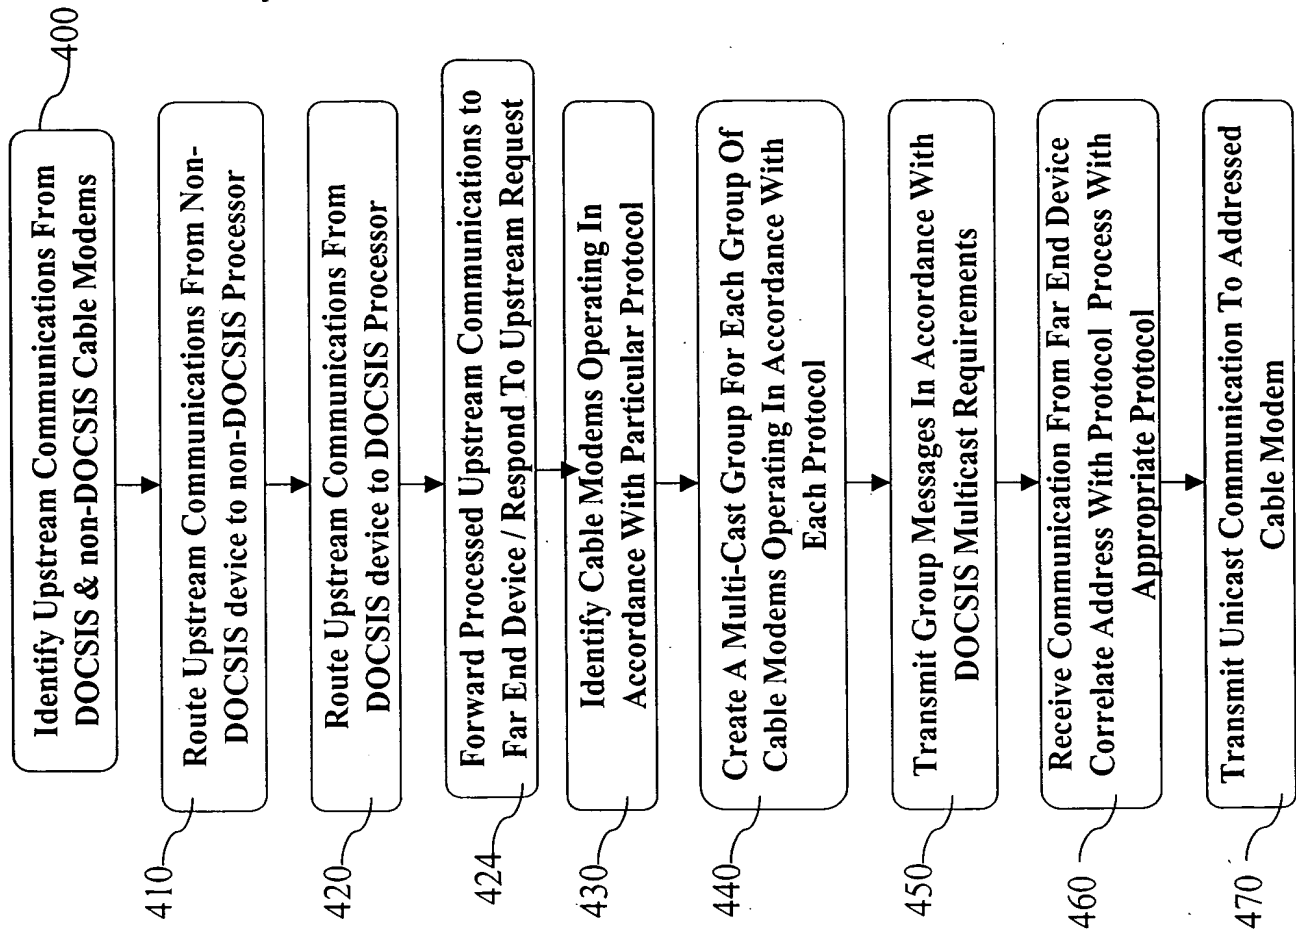 400
Identify Upstream Communications From
DOCSIS & non-DOCSIS Cable Modems
410
Route Upstream Communications From Non-
DOCSIS device to non-DOCSIS Processor
420
Route Upstream Communications From
DOCSIS device to DOCSIS Processor
424
Forward Processed Upstream Communications to
Far End Device / Respond To Upstream Request
430
Identify Cable Modems Operating In
Accordance With Particular Protocol
440
Create A Multi-Cast Group For Each Group Of
Cable Modems Operating In Accordance With
Each Protocol
450
Transmit Group Messages In Accordance With
DOCSIS Multicast Requirements
460
Receive Communication From Far End Device
Correlate Address With Protocol Process With
Appropriate Protocol
470
Transmit Unicast Communication To Addressed
Cable Modem